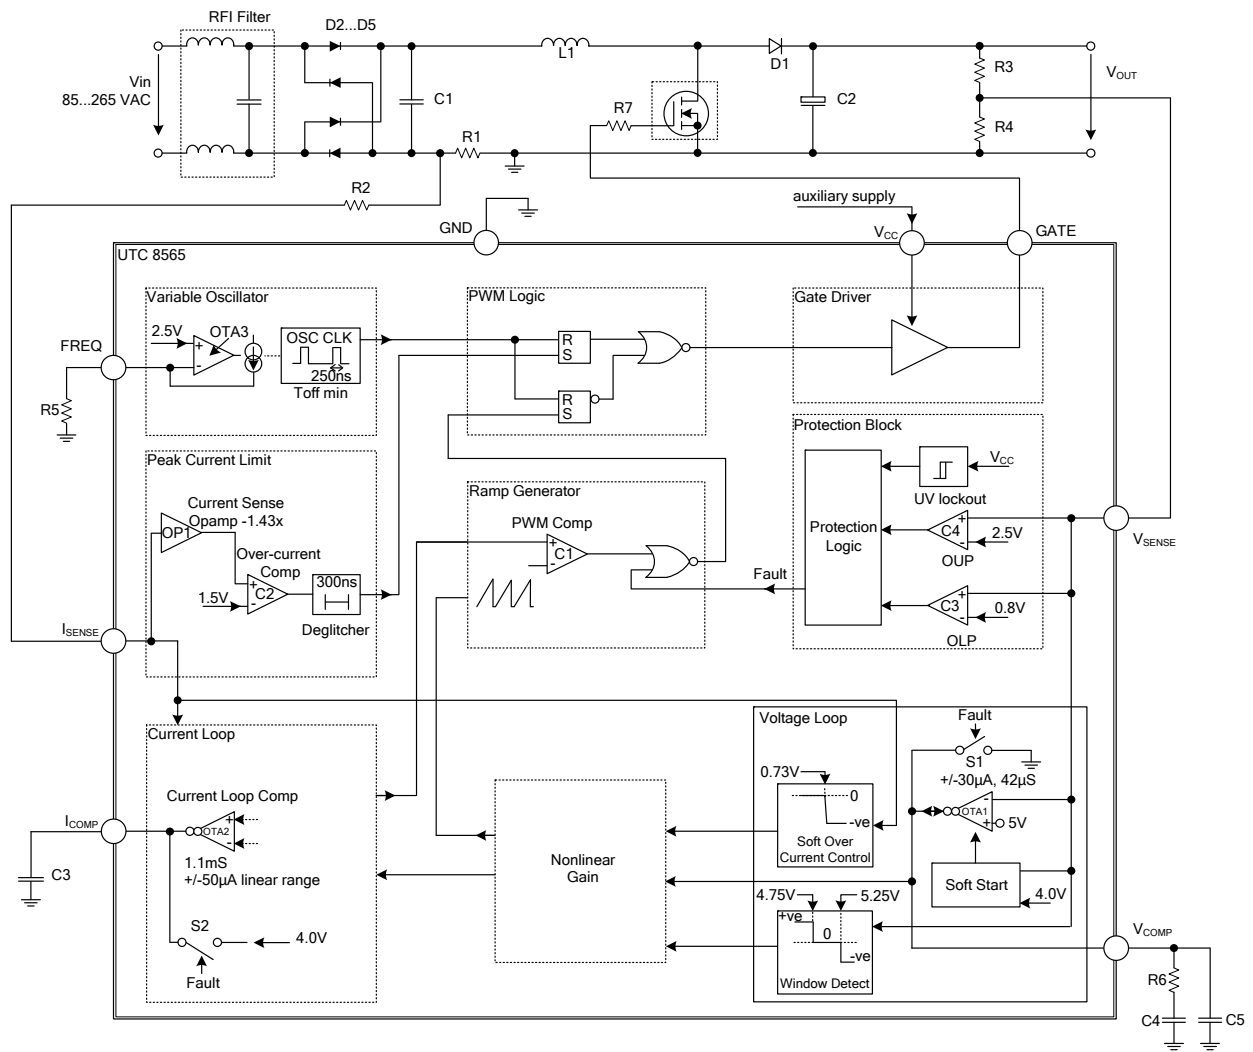 RFI Filter
D2...D5
L1
D1
Vin
85...265 VAC
C1
R7
C2
R3
R4
VOUT
R1
R2
auxiliary supply
GND
VCC
GATE
UTC 8565
Variable Oscillator
2.5V
OTA3
+
-
OSC CLK
250ns
Toff min
FREQ
R5
PWM Logic
R
S
R
S
Gate Driver
Protection Block
Protection
Logic
VCC
UV lockout
C4
+
-
2.5V
OUP
C3
+
-
0.8V
OLP
VSENSE
Fault
Peak Current Limit
Current Sense
Opamp -1.43x
OP1
Over-current
Comp
1.5V
+
-
C2
300ns
Deglitcher
ISENSE
Ramp Generator
PWM Comp
+
-
C1
Current Loop
Current Loop Comp
OTA2
+
-
1.1mS
+/-50µA linear range
S2
4.0V
Fault
ICOMP
C3
Nonlinear
Gain
Voltage Loop
Fault
S1
+/-30µA, 42µS
0.73V
0
-ve
Soft Over
Current Control
OTA1
-
+
5V
Soft Start
4.0V
4.75V
5.25V
+ve
0
-ve
Window Detect
VCOMP
R6
C4
C5